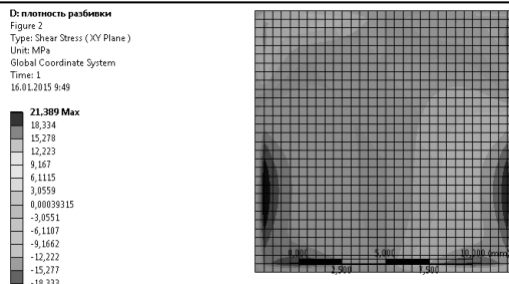 D: плотность разбивки
Figure 2
Type: Shear Stress ( XY Plane )
Unit: MPa
Global Coordinate System
Time: 1
16.01.2015 9:49
21,389 Max
18,334
15,278
12,223
9,167
6,1115
3,0559
0,00039315
-3,0551
-6,1107
-9,1662
-12,222
-15,277
-18,333
0,000 5,000 10,000 (mm)
2,500 7,500